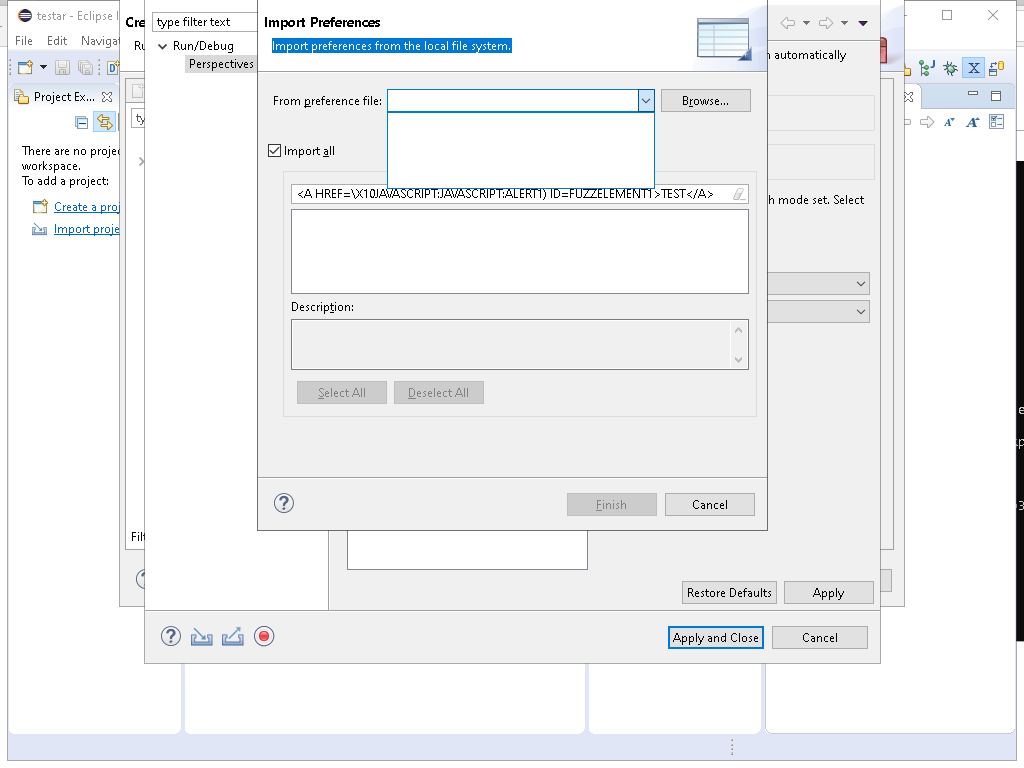 testar - Eclipse I
File Edit Navigat
Project Ex...
There are no projec
workspace.
To add a project:
Create a proj
Import proje
Cre
Ru
ty
Filt
type filter text
Run/Debug
Perspectives
Import Preferences
Import preferences from the local file system.
From preference file:
Browse...
Import all
<A HREF=\X10JAVASCRIPT:JAVASCRIPT:ALERT1) ID=FUZZELEMENT1>TEST</A>
Description:
Select All
Deselect All
Finish
Cancel
automatically
h mode set. Select
Restore Defaults
Apply
Apply and Close
Cancel